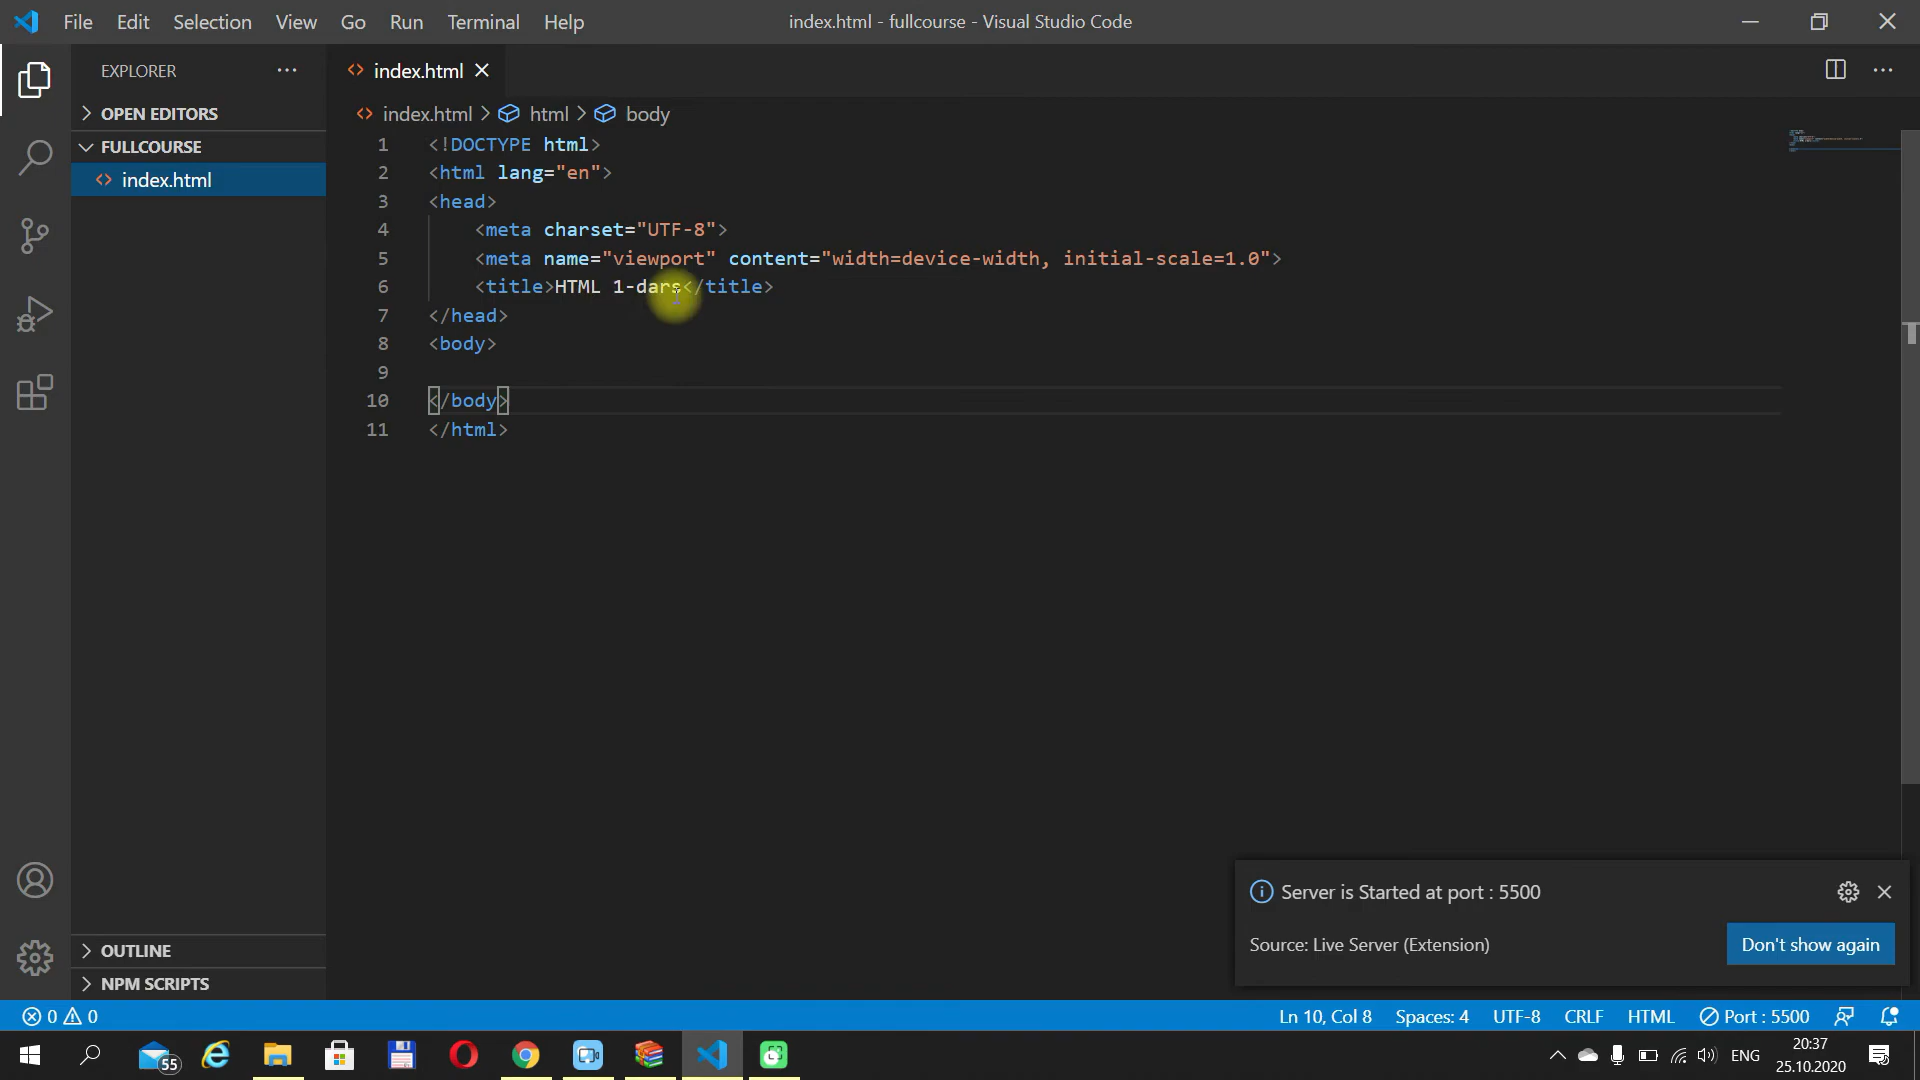 File Edit Selection View Go Run Terminal Help
index.html - fullcourse - Visual Studio Code
EXPLORER
index.html
OPEN EDITORS
index.html > html > body
FULLCOURSE
index.html
1 <!DOCTYPE html>
2 <html lang="en">
3 <head>
4 <meta charset="UTF-8">
5 <meta name="viewport" content="width=device-width, initial-scale=1.0">
6 <title>HTML 1-dars</title>
7 </head>
8 <body>
9
10 </body>
11 </html>
Server is Started at port : 5500
Source: Live Server (Extension)
Don't show again
OUTLINE
NPM SCRIPTS
0 0
Ln 10, Col 8 Spaces: 4 UTF-8 CRLF HTML Port : 5500
55
ENG
20:37
25.10.2020